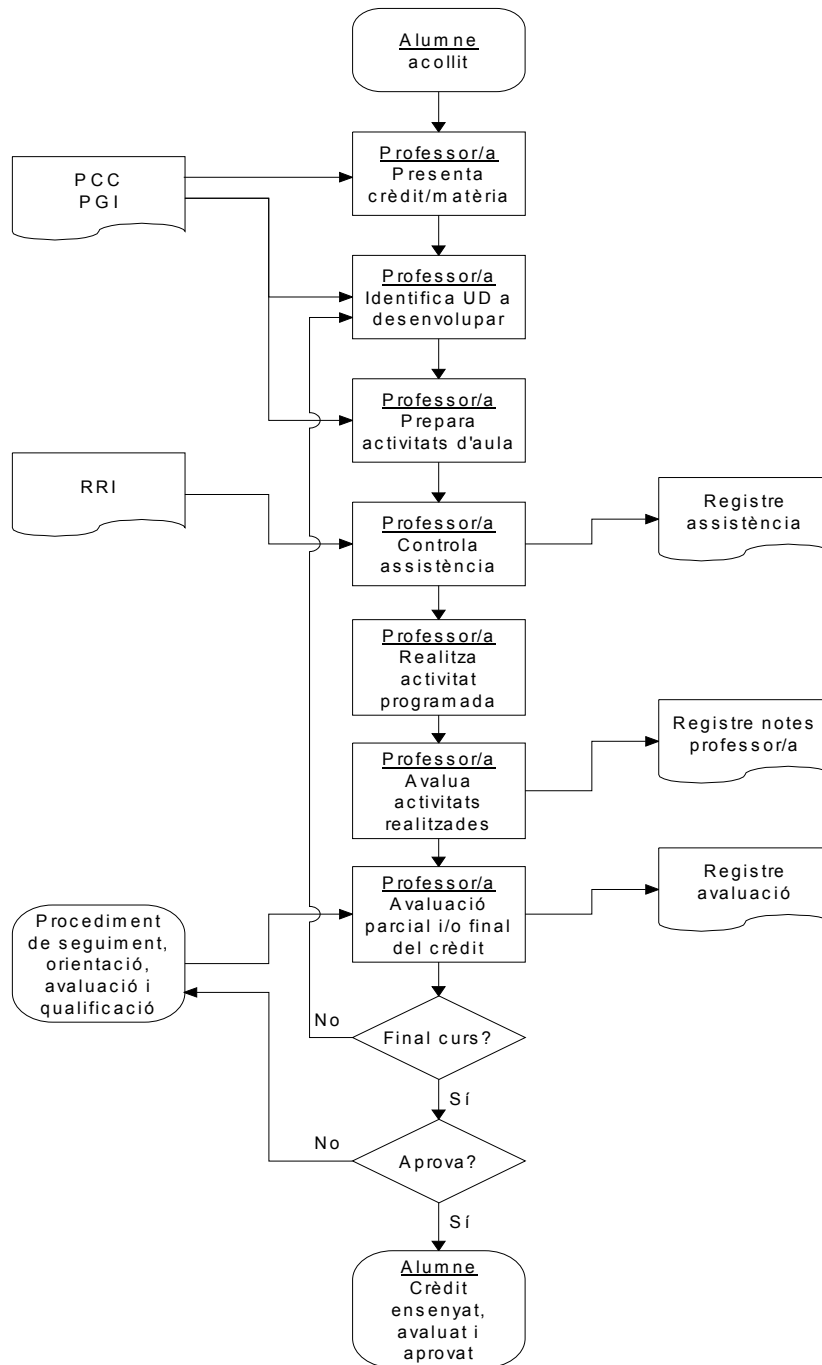 Alumne
acollit
Professor/a
Presenta
crèdit/matèria
PCC
PGI
Professor/a
Identifica UD a
desenvolupar
Professor/a
Prepara
activitats d'aula
RRI
Professor/a
Controla
assistència
Registre
assistència
Professor/a
Realitza
activitat
programada
Professor/a
Avalua
activitats
realitzades
Registre notes
professor/a
Professor/a
Avaluació
parcial i/o final
del crèdit
Registre
avaluació
Procediment
de seguiment,
orientació,
avaluació i
qualificació
No
Final curs?
Sí
No
Aprova?
Sí
Alumne
Crèdit
ensenyat,
avaluat i
aprovat